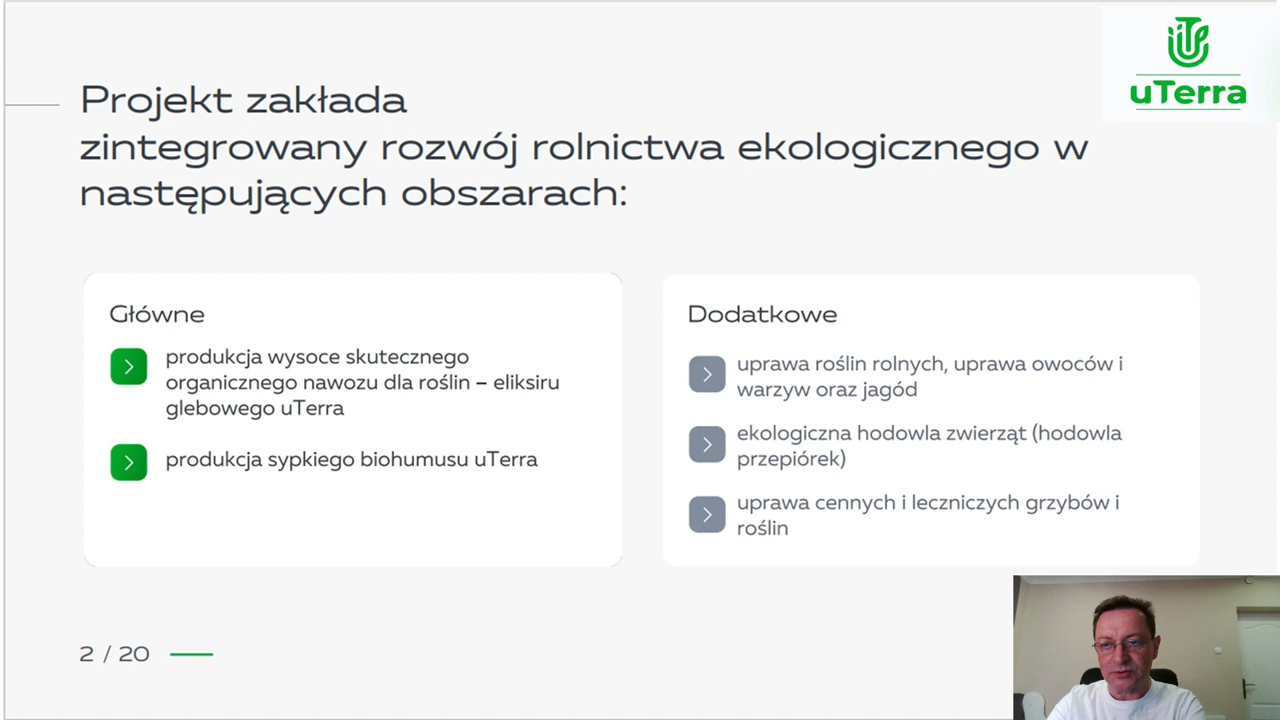 uTerra
Projekt zakłada
zintegrowany rozwój rolnictwa ekologicznego w
następujących obszarach:
Główne
produkcja wysoce skutecznego
organicznego nawozu dla roślin – eliksiru
glebowego uTerra
produkcja sypkiego biohumusu uTerra
Dodatkowe
uprawa roślin rolnych, uprawa owoców i
warzyw oraz jagód
ekologiczna hodowla zwierząt (hodowla
przepiórek)
uprawa cennych i leczniczych grzybów i
roślin
2 / 20